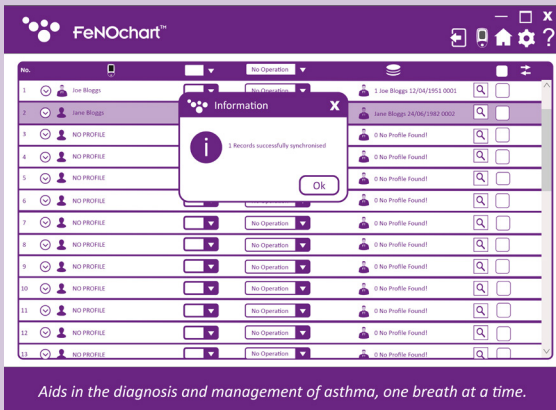 FeNOchart™
X
?
No. No Operation
1 Joe Bloggs No Operation 1 Joe Bloggs 12/04/1951 0001
2 Jane Bloggs Jane Bloggs 24/06/1982 0002
3 NO PROFILE 0 No Profile Found!
4 NO PROFILE 0 No Profile Found!
5 NO PROFILE 0 No Profile Found!
6 NO PROFILE No Operation 0 No Profile Found!
7 NO PROFILE No Operation 0 No Profile Found!
8 NO PROFILE No Operation 0 No Profile Found!
9 NO PROFILE No Operation 0 No Profile Found!
10 NO PROFILE No Operation 0 No Profile Found!
11 NO PROFILE No Operation 0 No Profile Found!
12 NO PROFILE No Operation 0 No Profile Found!
13 NO PROFILE No Operation 0 No Profile Found!
Information X
i
1 Records successfully synchronised
Ok
Aids in the diagnosis and management of asthma, one breath at a time.